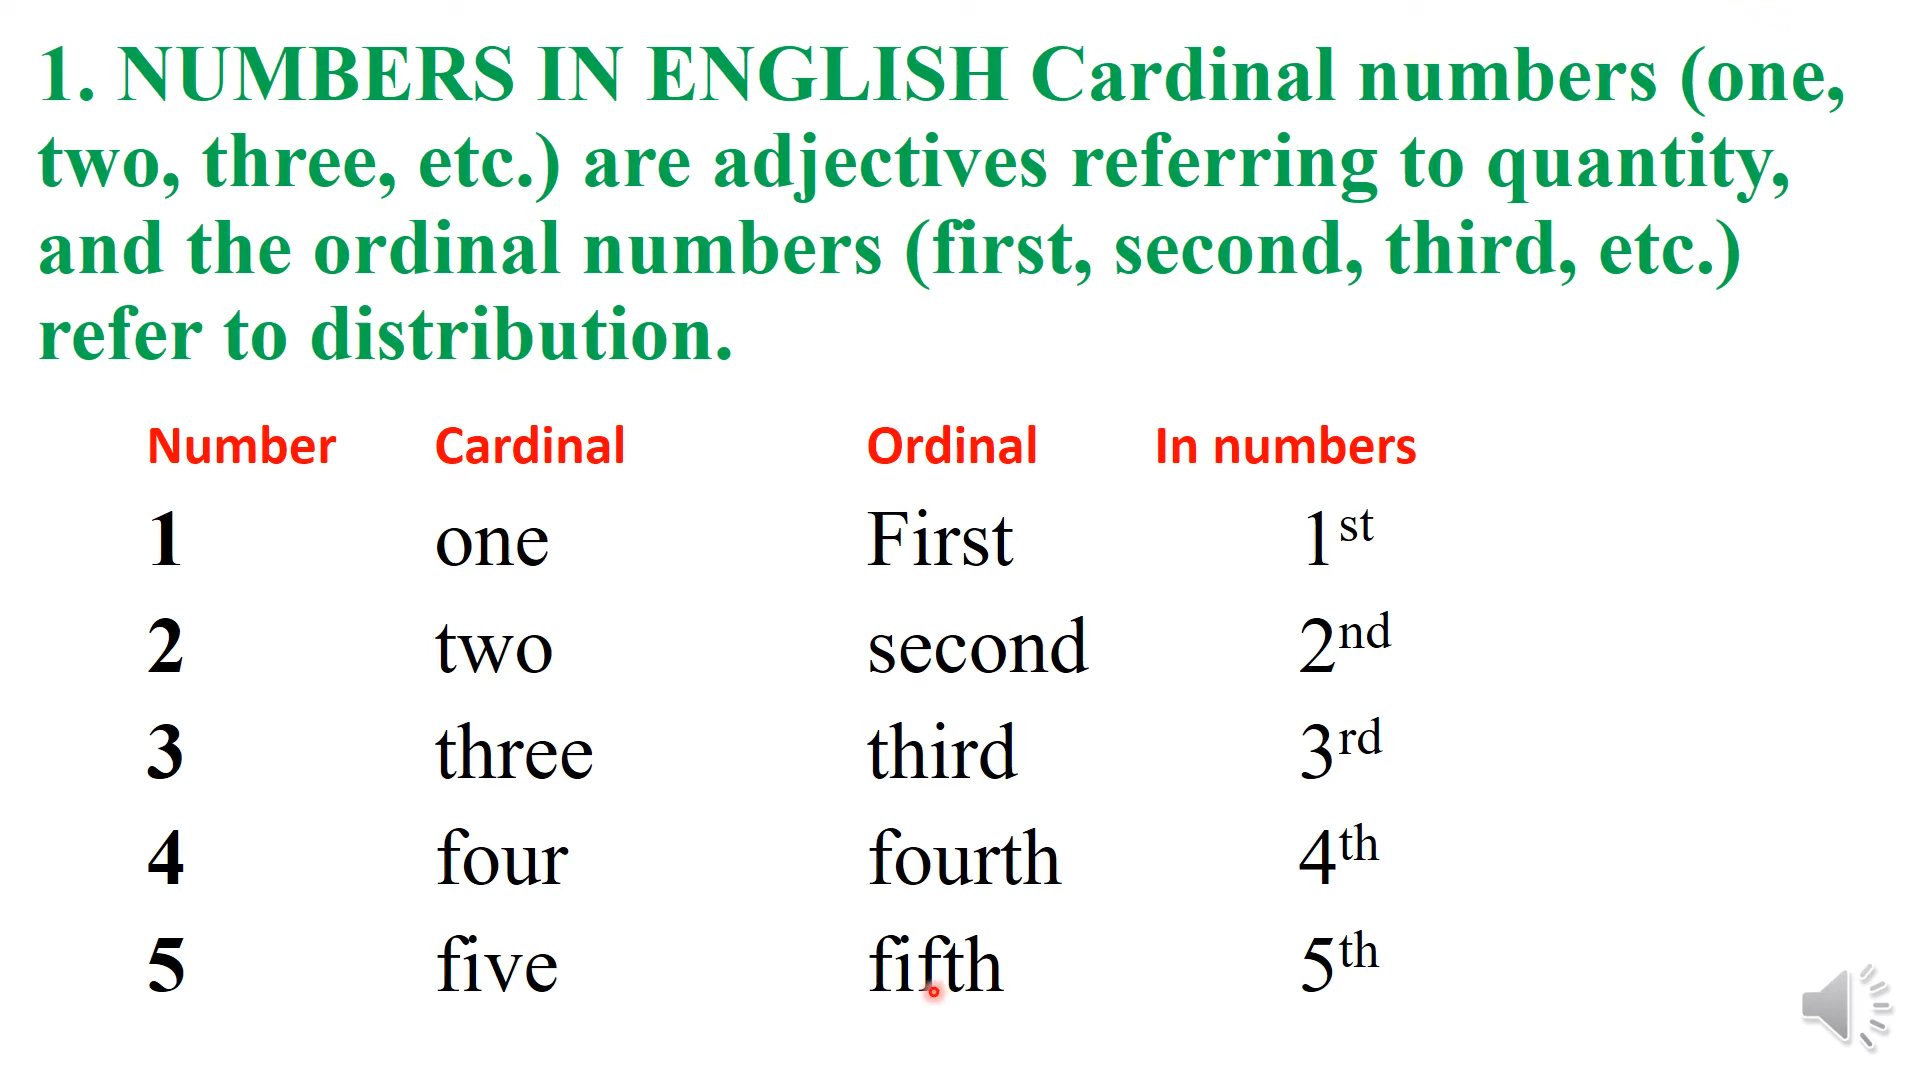 1. NUMBERS IN ENGLISH Cardinal numbers (one,
two, three, etc.) are adjectives referring to quantity,
and the ordinal numbers (first, second, third, etc.)
refer to distribution.
Number Cardinal Ordinal In numbers
1 one First 1st
2 two second 2nd
3 three third 3rd
4 four fourth 4th
5 five fifth 5th